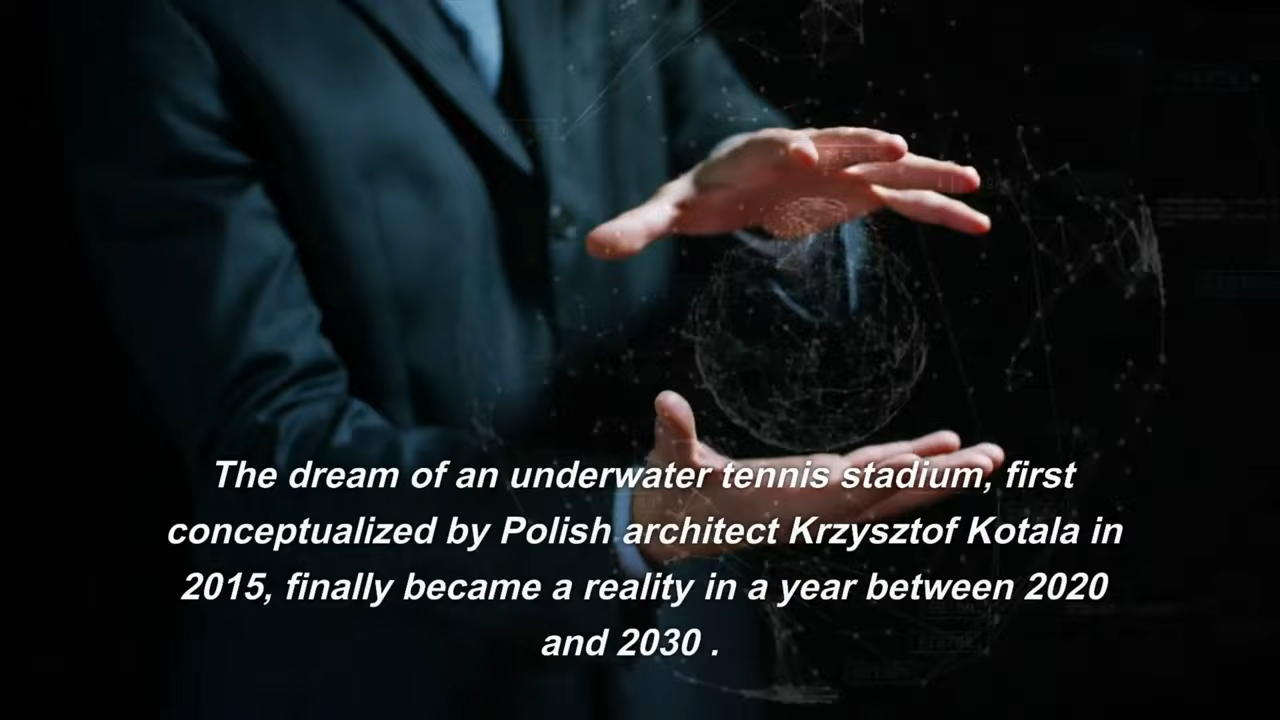 The dream of an underwater tennis stadium, first
conceptualized by Polish architect Krzysztof Kotala in
2015, finally became a reality in a year between 2020
and 2030 .